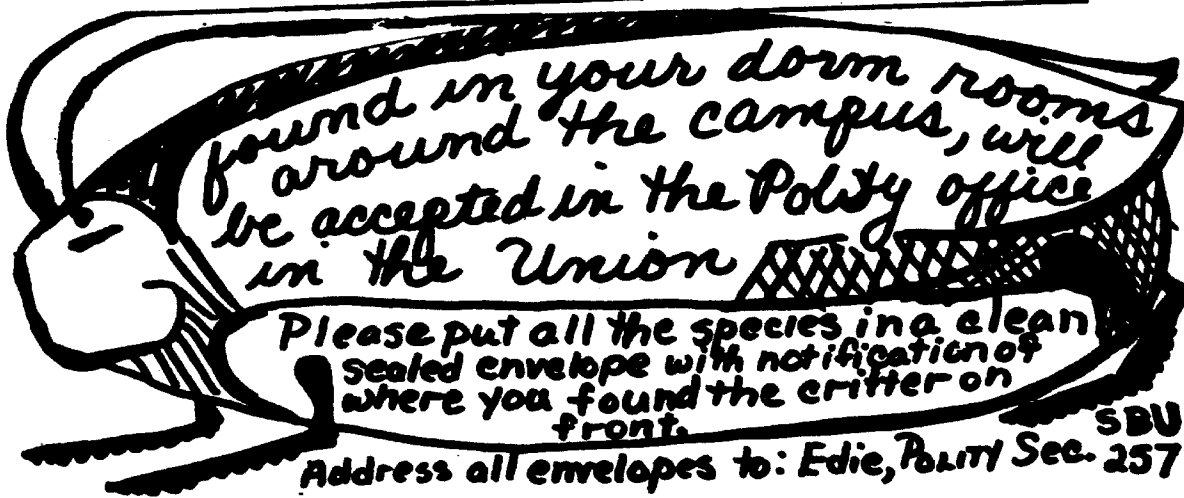 found in your dorm rooms
around the campus, will
be accepted in the Polity office
in the Union
Please put all the species in a clean
sealed envelope with notification of
where you found the critter on
front.
Address all envelopes to: Edie, POLITY Sec. SBU
257